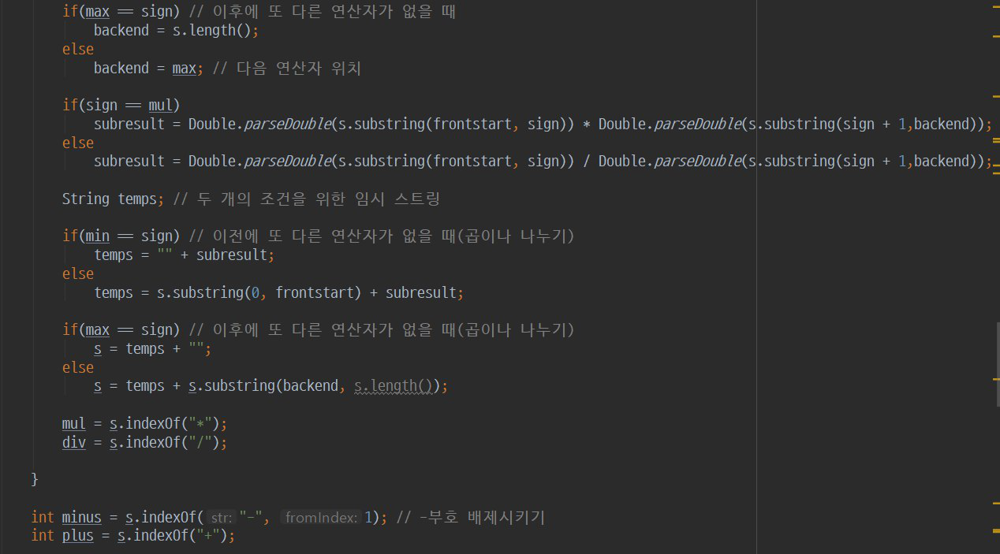 if(max == sign) // 이후에 또 다른 연산자가 없을 때
backend = s.length();
else
backend = max; // 다음 연산자 위치
if(sign == mul)
subresult = Double.parseDouble(s.substring(frontstart, sign)) * Double.parseDouble(s.substring(sign + 1,backend));
else
subresult = Double.parseDouble(s.substring(frontstart, sign)) / Double.parseDouble(s.substring(sign + 1,backend));
String temps; // 두 개의 조건을 위한 임시 스트링
if(min == sign) // 이전에 또 다른 연산자가 없을 때(곱이나 나누기)
temps = "" + subresult;
else
temps = s.substring(0, frontstart) + subresult;
if(max == sign) // 이후에 또 다른 연산자가 없을 때(곱이나 나누기)
s = temps + "";
else
s = temps + s.substring(backend, s.length());
mul = s.indexOf("*");
div = s.indexOf("/");
}
int minus = s.indexOf( str: "-", fromIndex: 1); // -부호 배제시키기
int plus = s.indexOf("+");